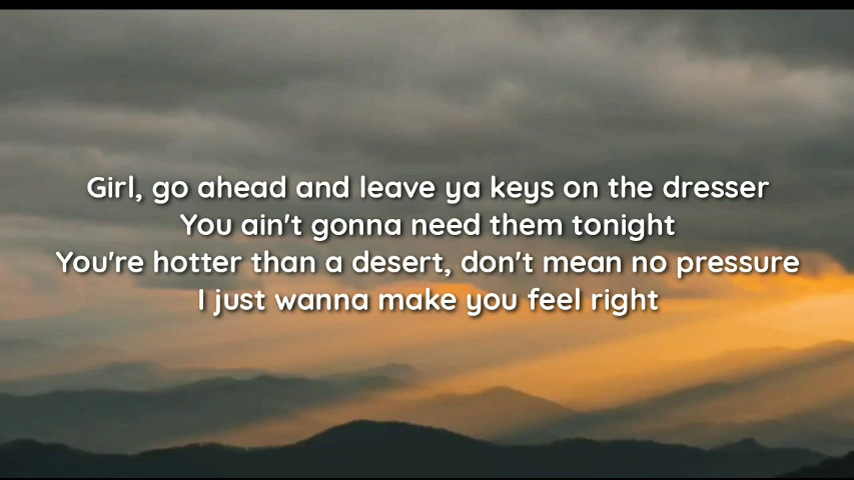 Girl, go ahead and leave ya keys on the dresser
You ain't gonna need them tonight
You're hotter than a desert, don't mean no pressure
I just wanna make you feel right